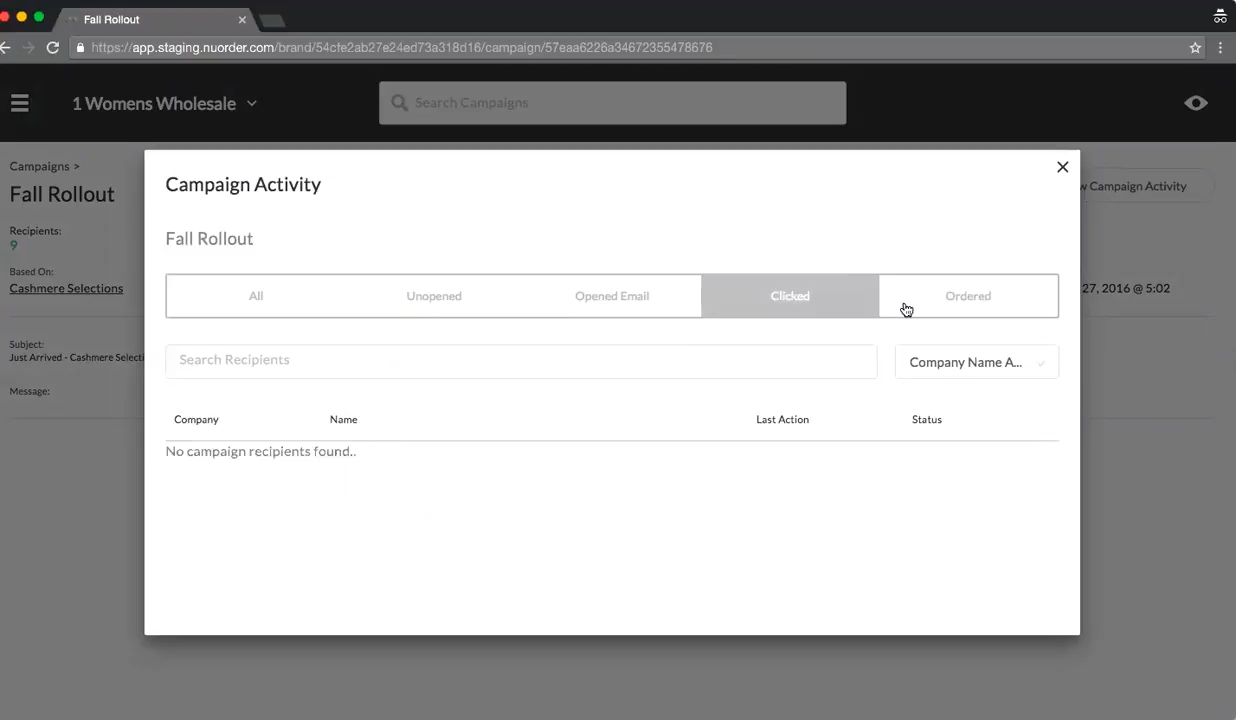 Fall Rollout
https://app.staging.nuorder.com/brand/54cfe2ab27e24ed73a318d16/campaign/57eaa6226a34672355478676
1 Womens Wholesale
Search Campaigns
Campaigns >
Fall Rollout
Recipients:
9
Based On:
Cashmere Selections
Subject:
Just Arrived - Cashmere Selecti
Message:
w Campaign Activity
27, 2016 @ 5:02
Campaign Activity
Fall Rollout
All Unopened Opened Email Clicked Ordered
Search Recipients
Company Name A...
Company Name Last Action Status
No campaign recipients found..